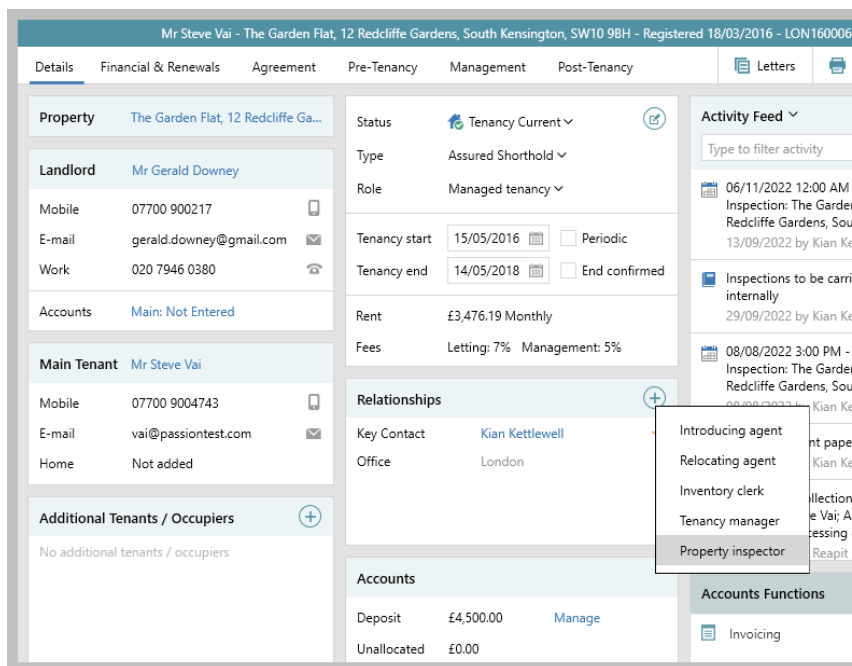 Mr Steve Vai - The Garden Flat, 12 Redcliffe Gardens, South Kensington, SW10 9BH - Registered 18/03/2016 - LON160006
Details Financial & Renewals Agreement Pre-Tenancy Management Post-Tenancy Letters
Property The Garden Flat, 12 Redcliffe Ga...
Landlord Mr Gerald Downey
Mobile 07700 900217
E-mail gerald.downey@gmail.com
Work 020 7946 0380
Accounts Main: Not Entered
Main Tenant Mr Steve Vai
Mobile 07700 9004743
E-mail vai@passiontest.com
Home Not added
Additional Tenants / Occupiers
No additional tenants / occupiers
Status Tenancy Current
Type Assured Shorthold
Role Managed tenancy
Tenancy start 15/05/2016 Periodic
Tenancy end 14/05/2018 End confirmed
Rent £3,476.19 Monthly
Fees Letting: 7% Management: 5%
Relationships
Key Contact Kian Kettlewell
Office London
Introducing agent
Relocating agent
Inventory clerk
Tenancy manager
Property inspector
Accounts
Deposit £4,500.00 Manage
Unallocated £0.00
Activity Feed
Type to filter activity
06/11/2022 12:00 AM
Inspection: The Garde
Redcliffe Gardens, Sou
13/09/2022 by Kian Ke
Inspections to be carri
internally
29/09/2022 by Kian Ke
08/08/2022 3:00 PM -
Inspection: The Garde
Redcliffe Gardens, Sou
Kian Ke
nt pape
Kian Ke
llection
e Vai; A
essing
Reapit
Accounts Functions
Invoicing